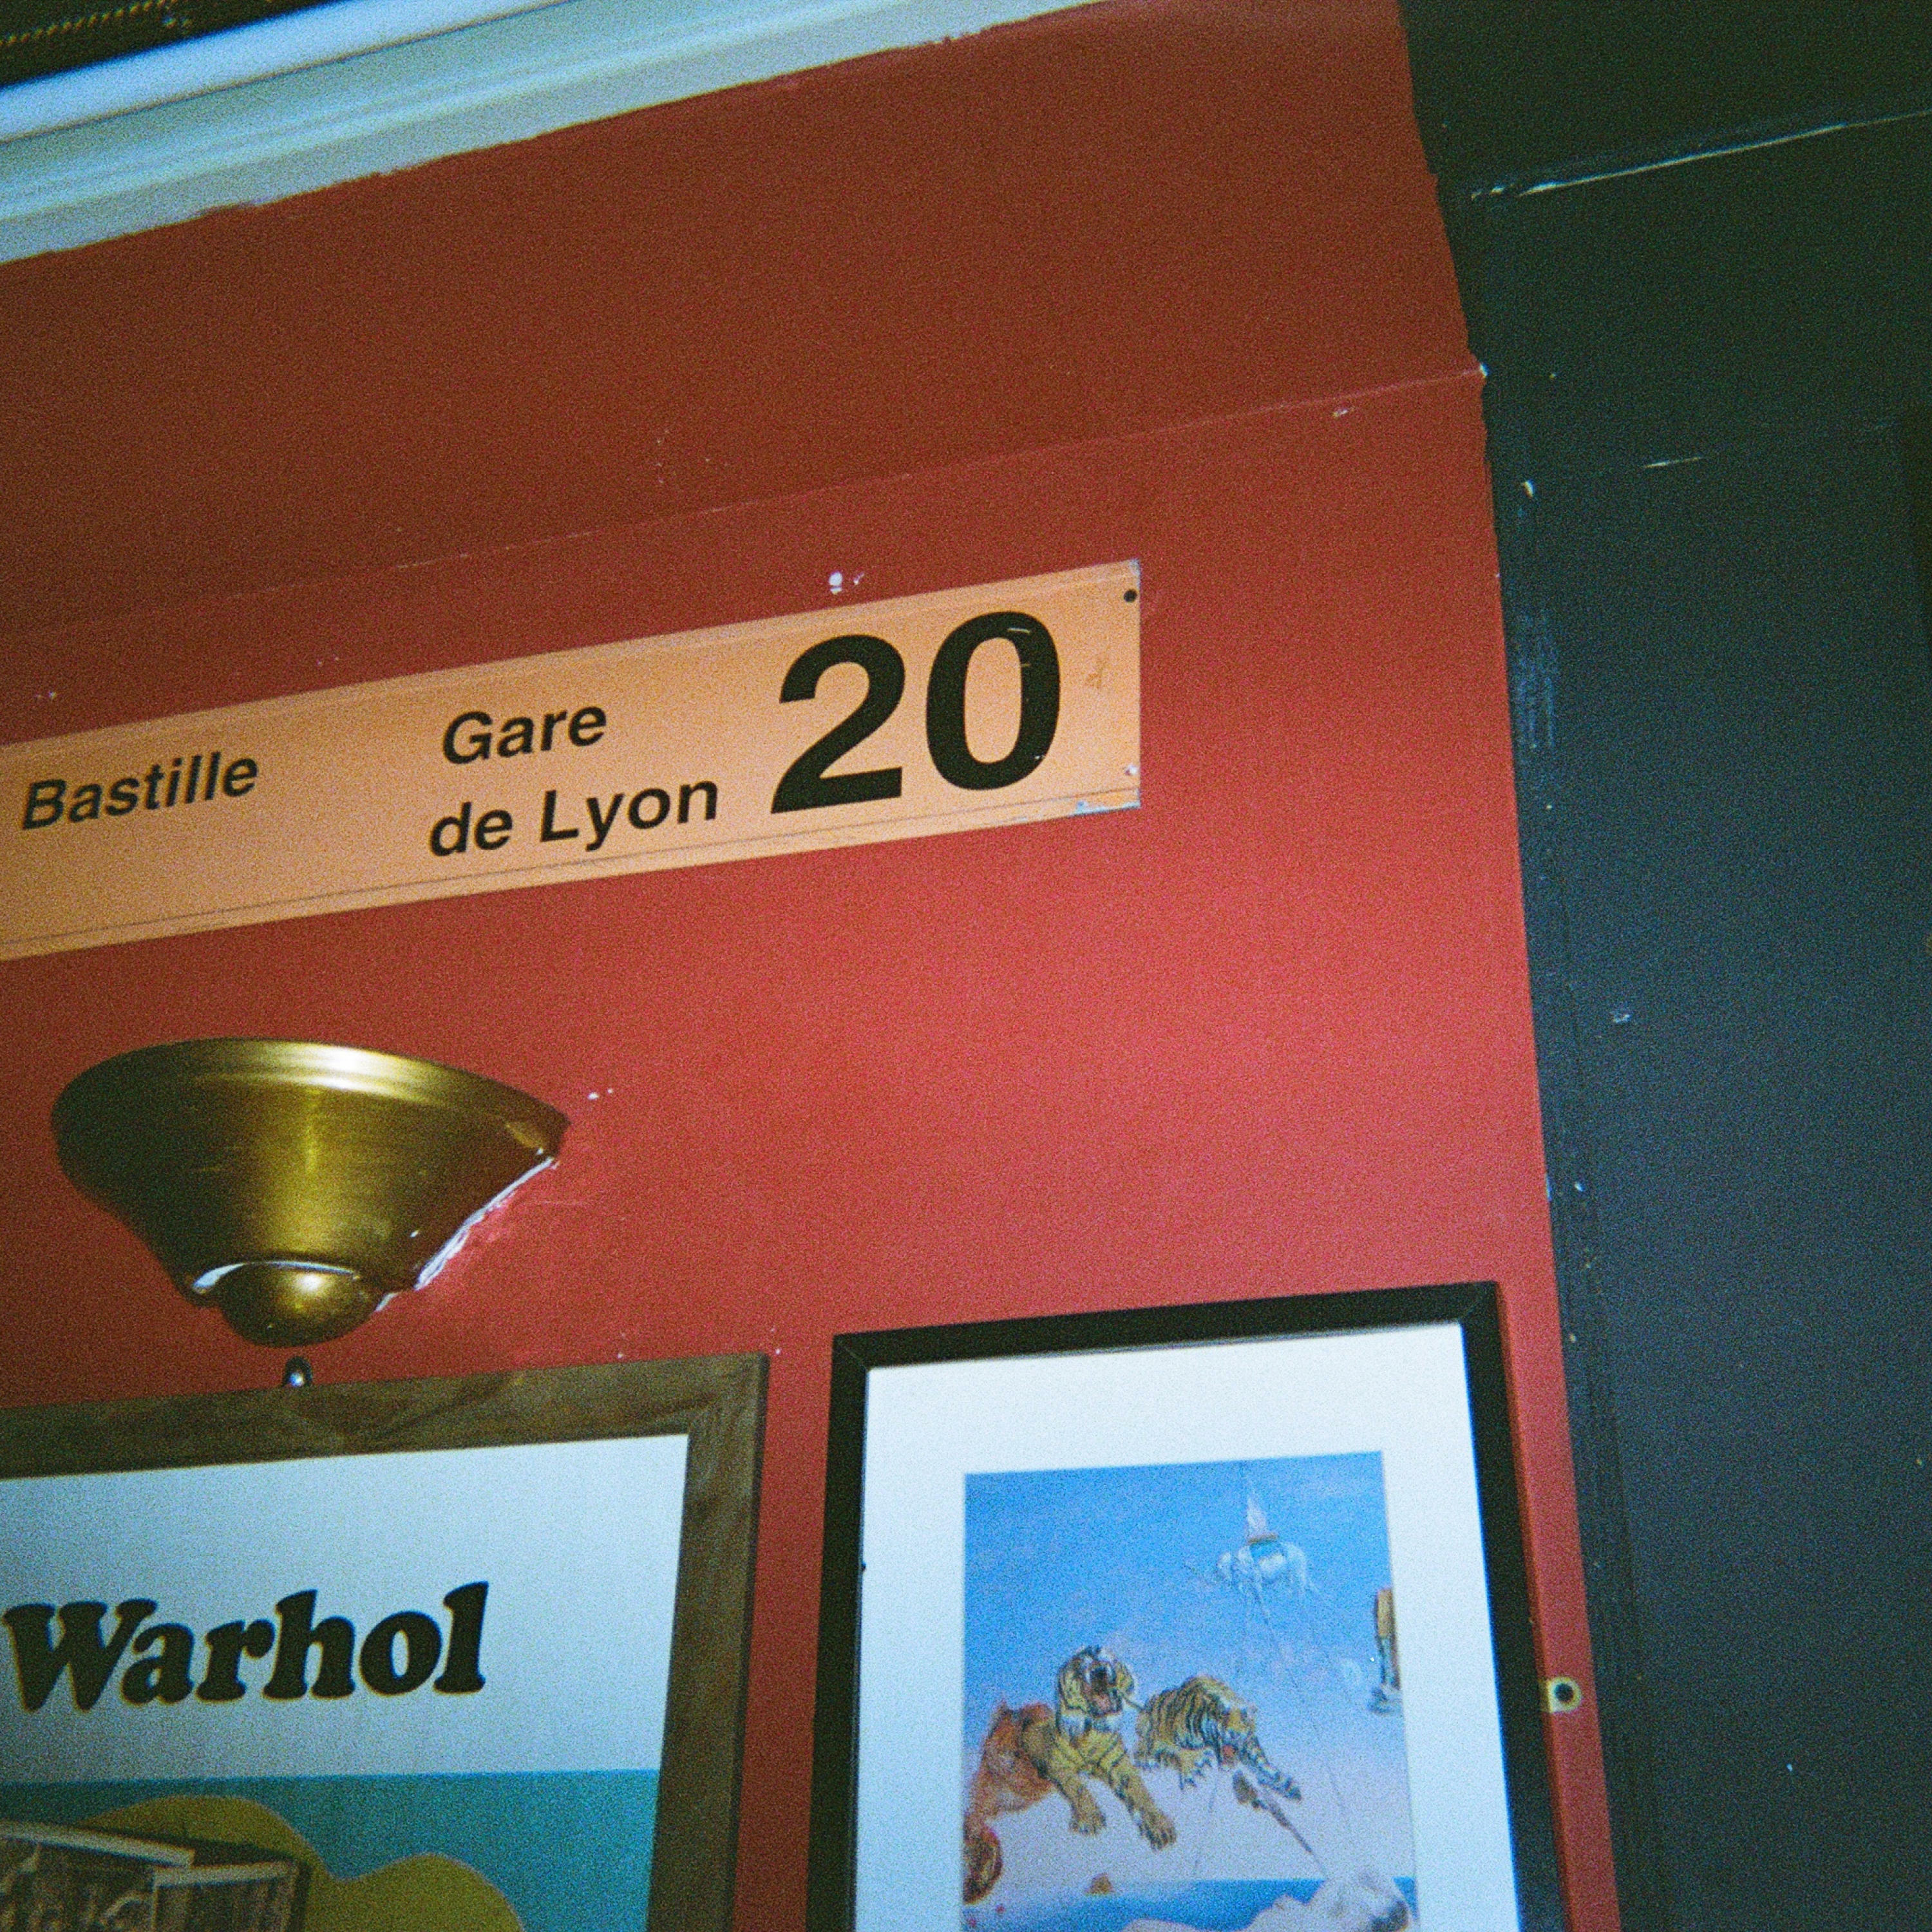 Bastille
Gare
de Lyon
20
Warhol